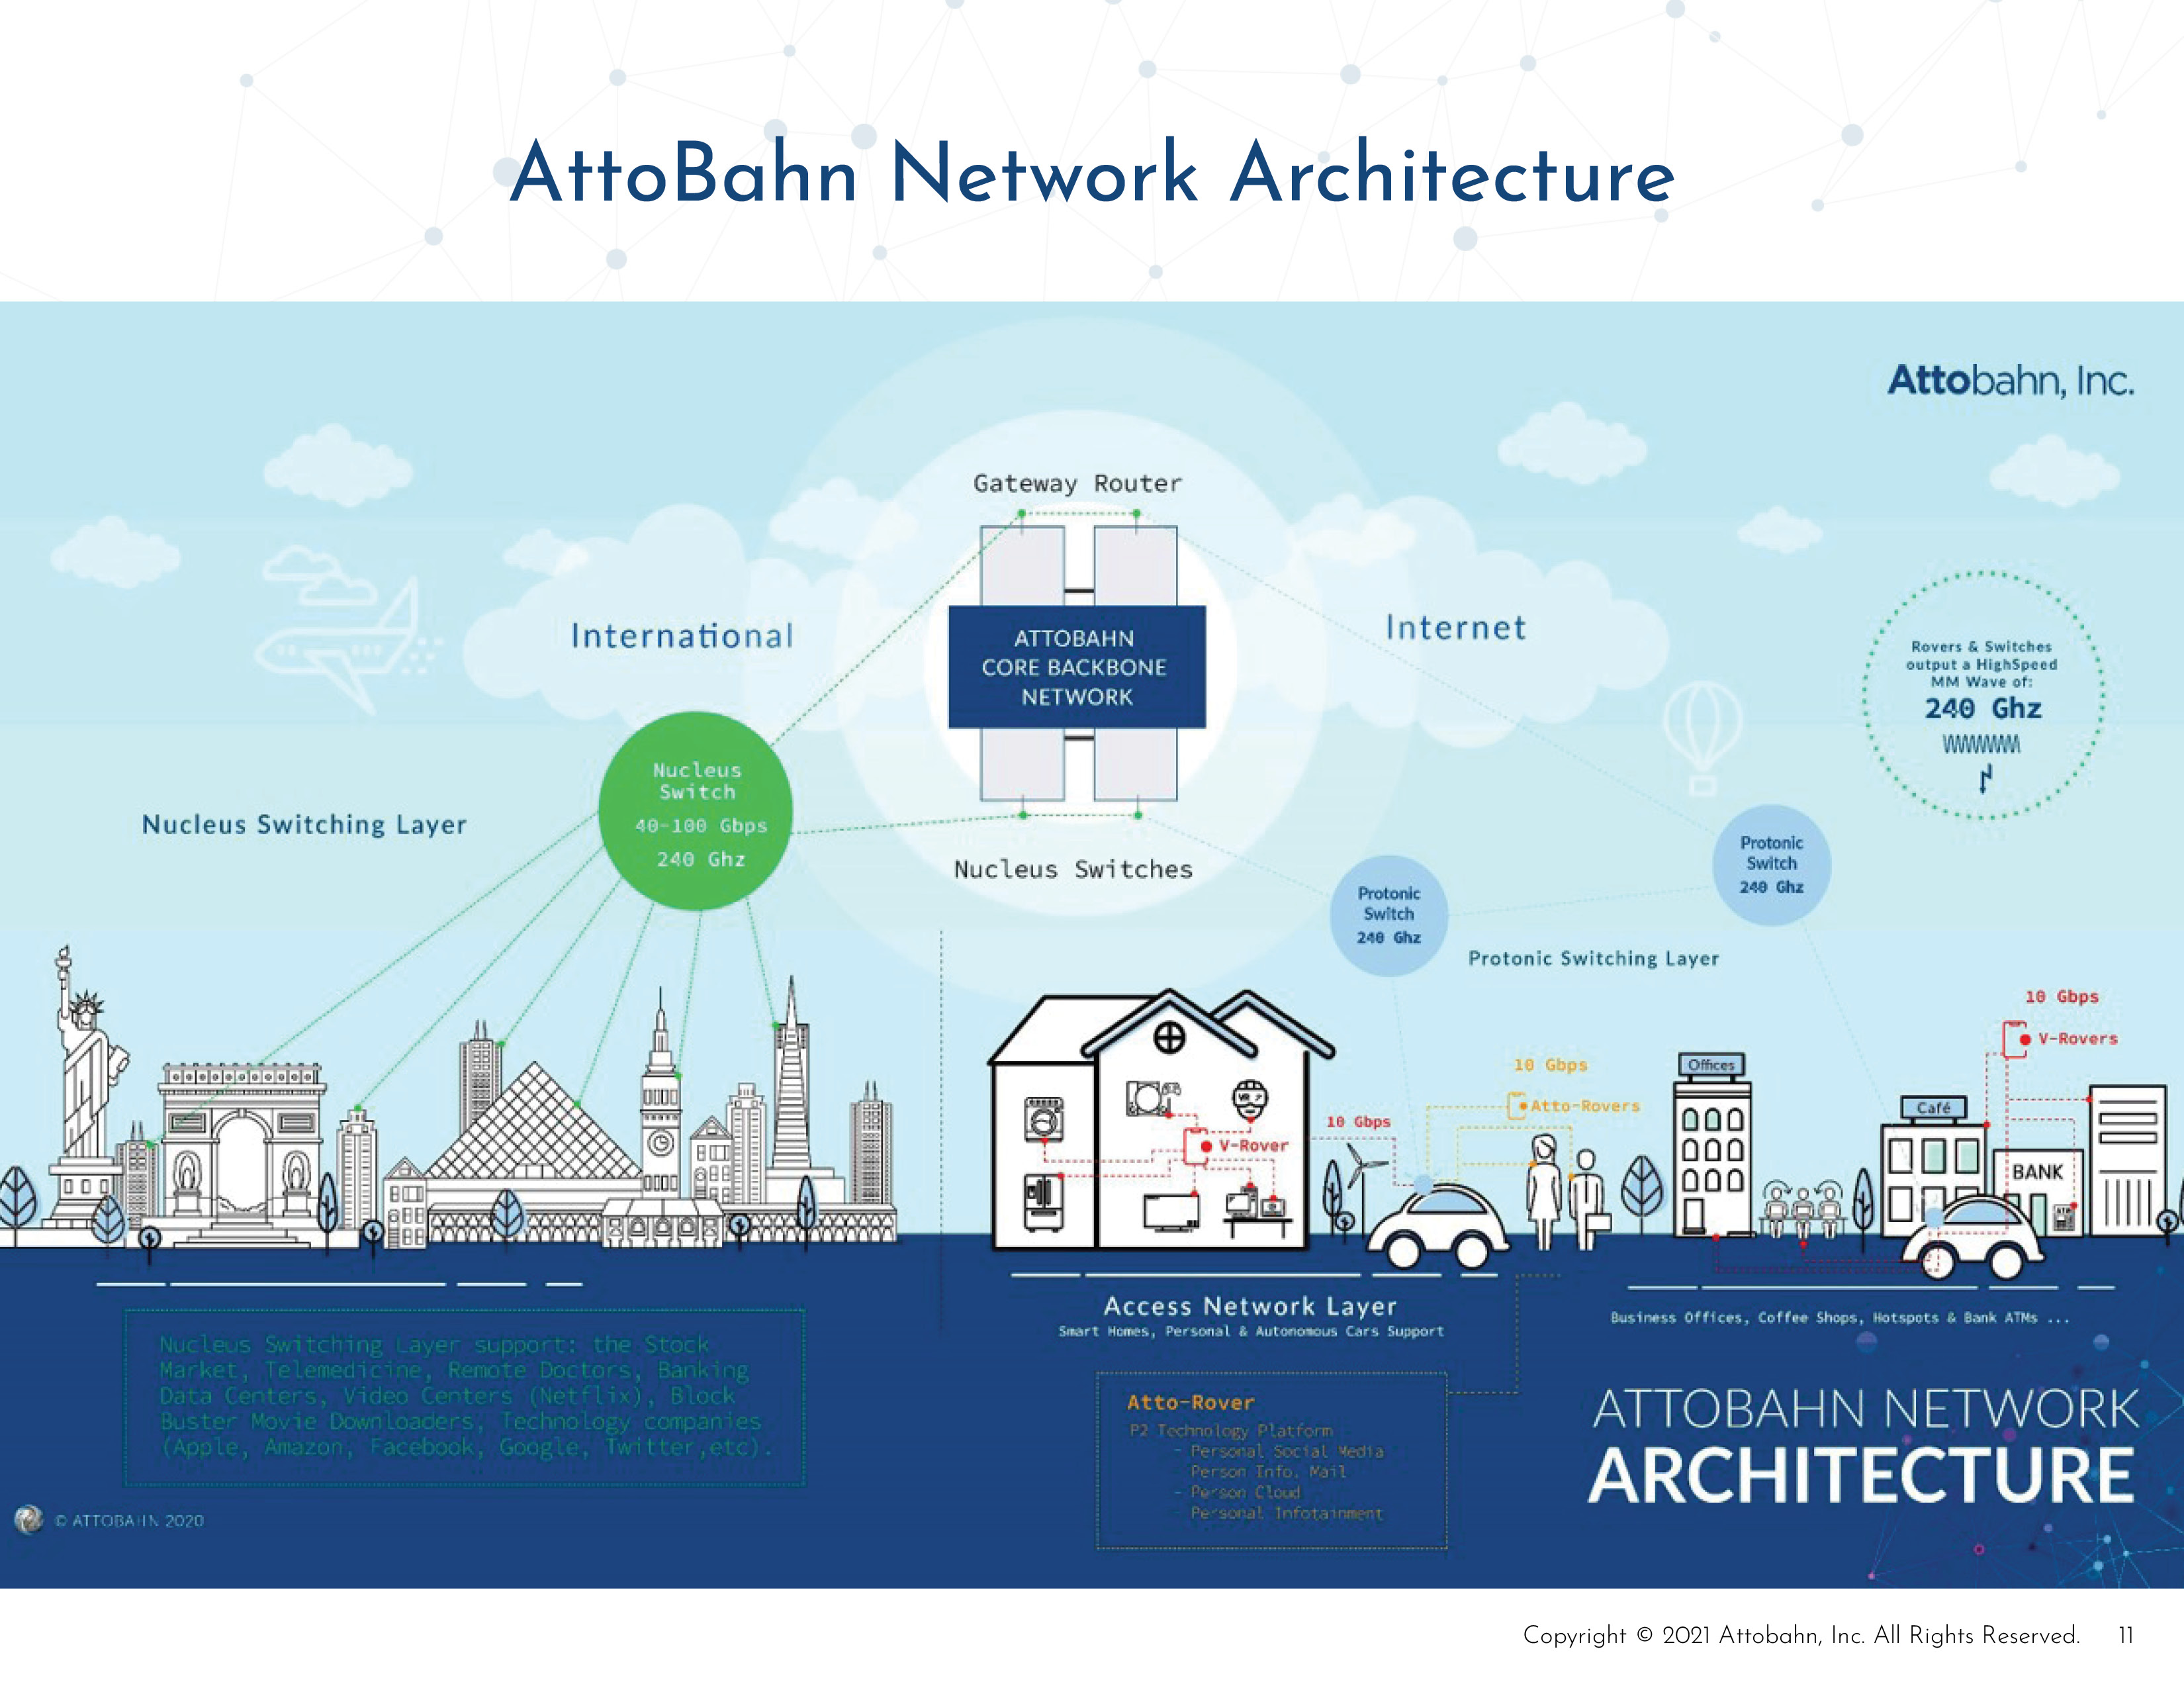 AttoBahn Network Architecture
Attobahn, Inc.
Gateway Router
International
ATTOBAHN
CORE BACKBONE
NETWORK
Internet
Rovers & Switches
output a HighSpeed
MM Wave of:
240 Ghz
Nucleus
Switch
40-100 Gbps
240 Ghz
Nucleus Switching Layer
Nucleus Switches
Protonic
Switch
240 Ghz
Protonic
Switch
240 Ghz
Protonic Switching Layer
10 Gbps
V-Rovers
10 Gbps
Atto-Rovers
Offices
Café
BANK
ATM
VR
10 Gbps
V-Rover
Access Network Layer
Smart Homes, Personal & Autonomous Cars Support
Business Offices, Coffee Shops, Hotspots & Bank ATMs ...
Nucleus Switching Layer support: the Stock
Market, Telemedicine, Remote Doctors, Banking
Data Centers, Video Centers (Netflix), Block
Buster Movie Downloaders, Technology companies
(Apple, Amazon, Facebook, Google, Twitter,etc).
Atto-Rover
P2 Technology Platform
- Personal Social Media
- Person Info. Mail
- Person Cloud
- Personal Infotainment
ATTOBAHN NETWORK
ARCHITECTURE
© ATTOBAHN 2020
Copyright © 2021 Attobahn, Inc. All Rights Reserved. 11